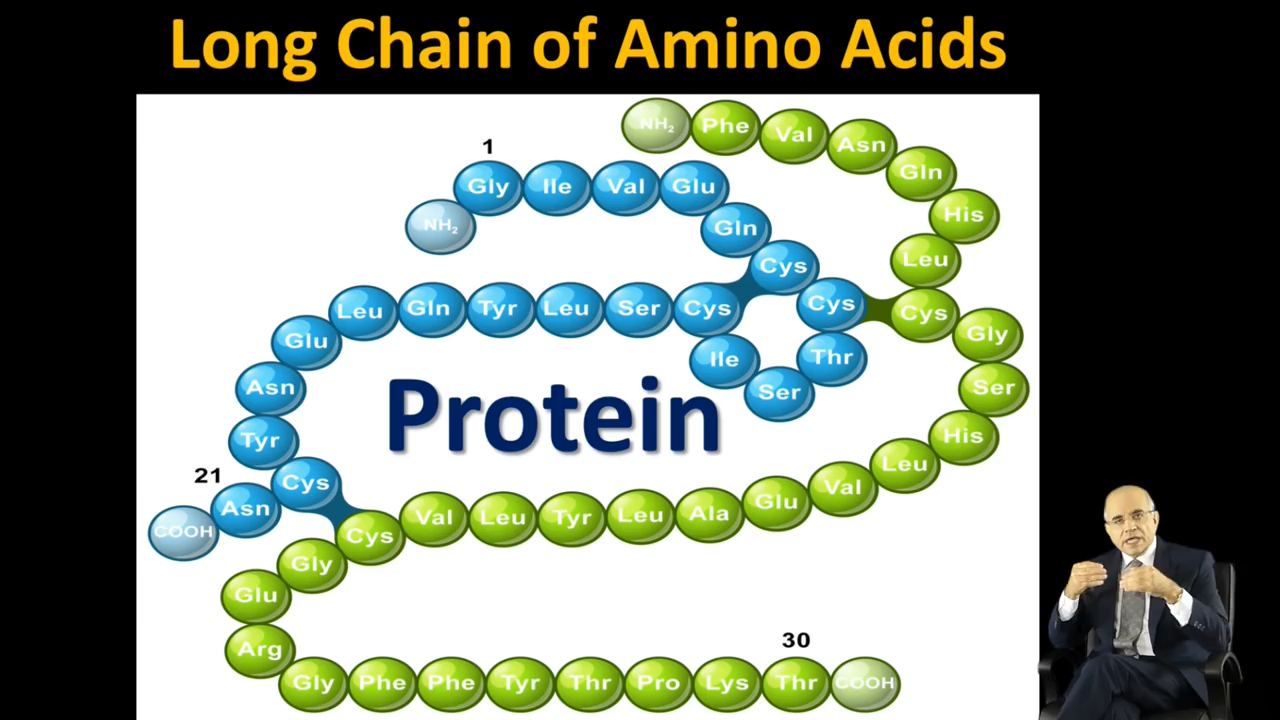 Long Chain of Amino Acids
NH₂ Phe Val Asn Gln His Leu Cys Gly Ser His Leu Val Glu Ala Leu Tyr Leu Val Cys Gly Glu Arg Gly Phe Phe Tyr Thr Pro Lys Thr COOH
30
1
NH₂ Gly Ile Val Glu Gln Cys Cys Thr Ser Ile Cys Ser Leu Tyr Gln Leu Glu Asn Tyr Cys Asn COOH
21
Protein